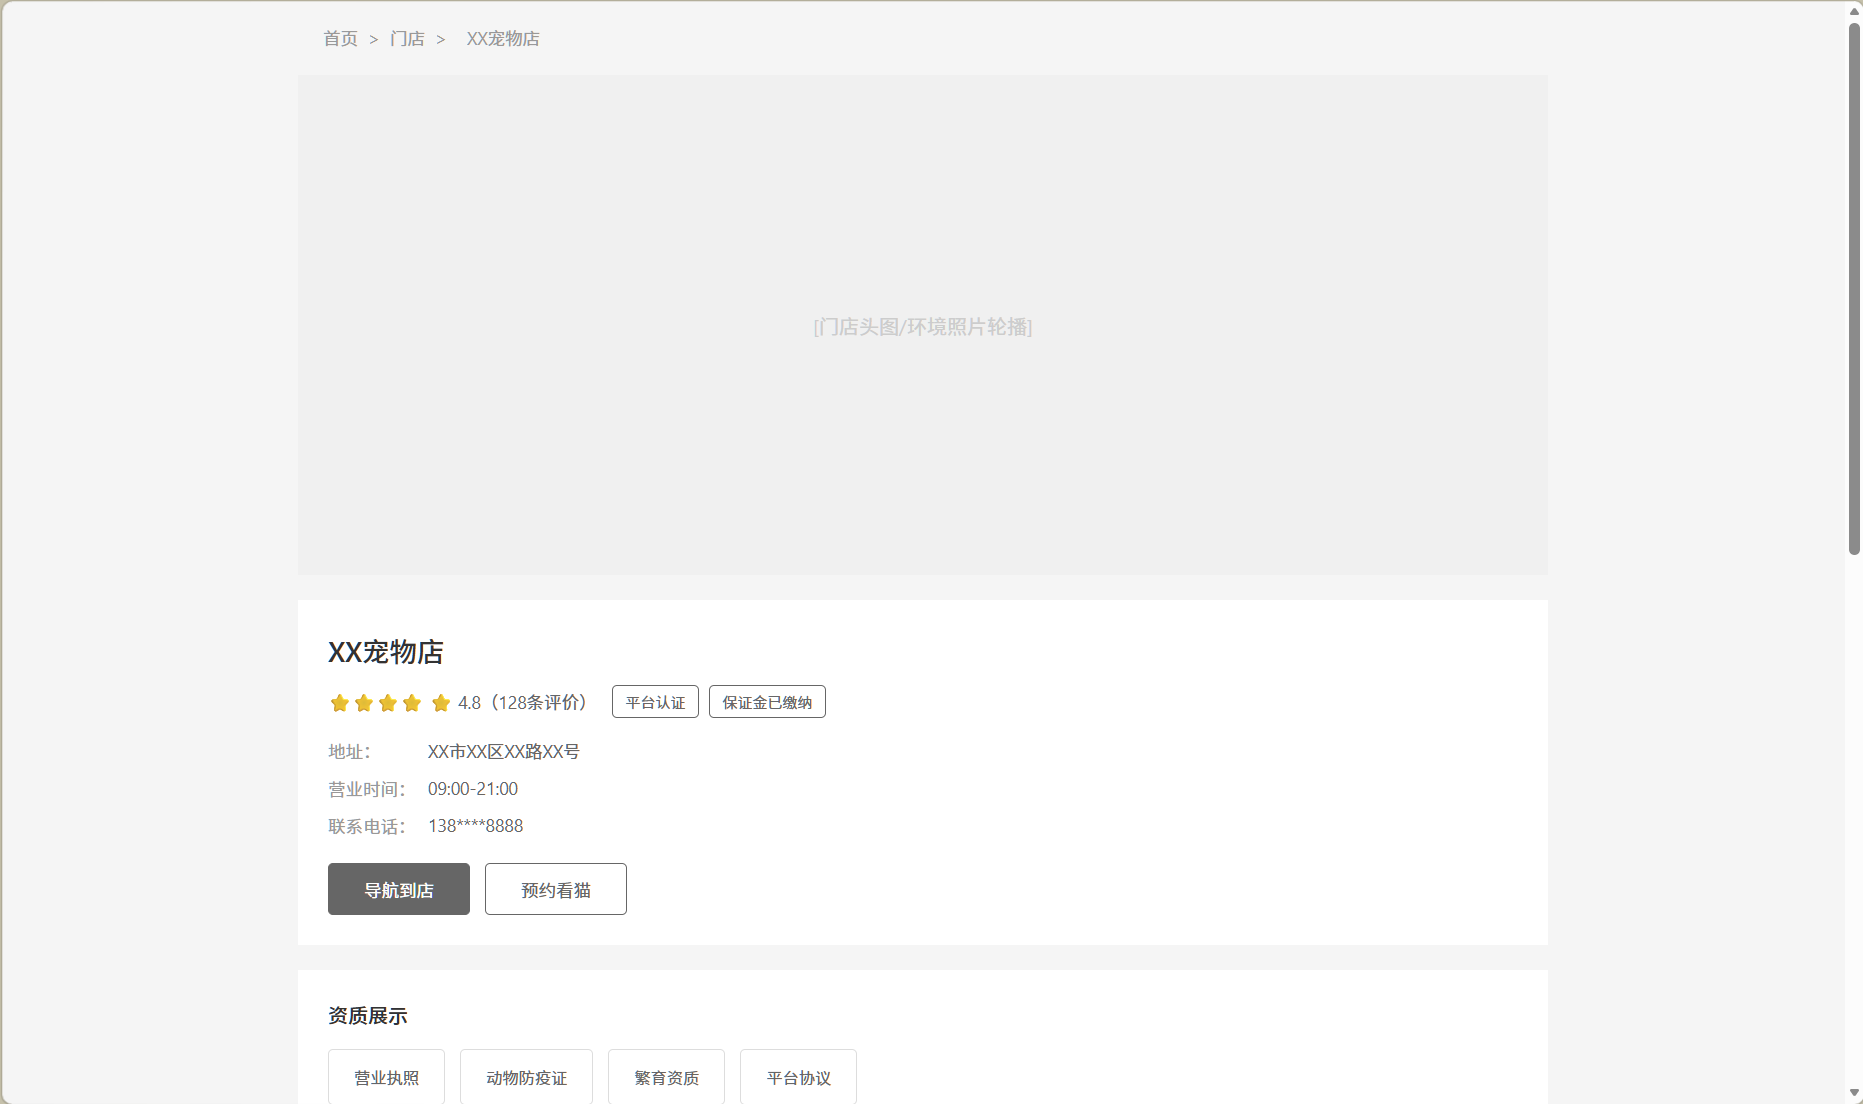 首页 > 门店 > XX宠物店
[门店头图/环境照片轮播]
XX宠物店
⭐⭐⭐⭐ ⭐ 4.8（128条评价） 平台认证 保证金已缴纳
地址： XX市XX区XX路XX号
营业时间： 09:00-21:00
联系电话： 138****8888
导航到店 预约看猫
资质展示
营业执照 动物防疫证 繁育资质 平台协议